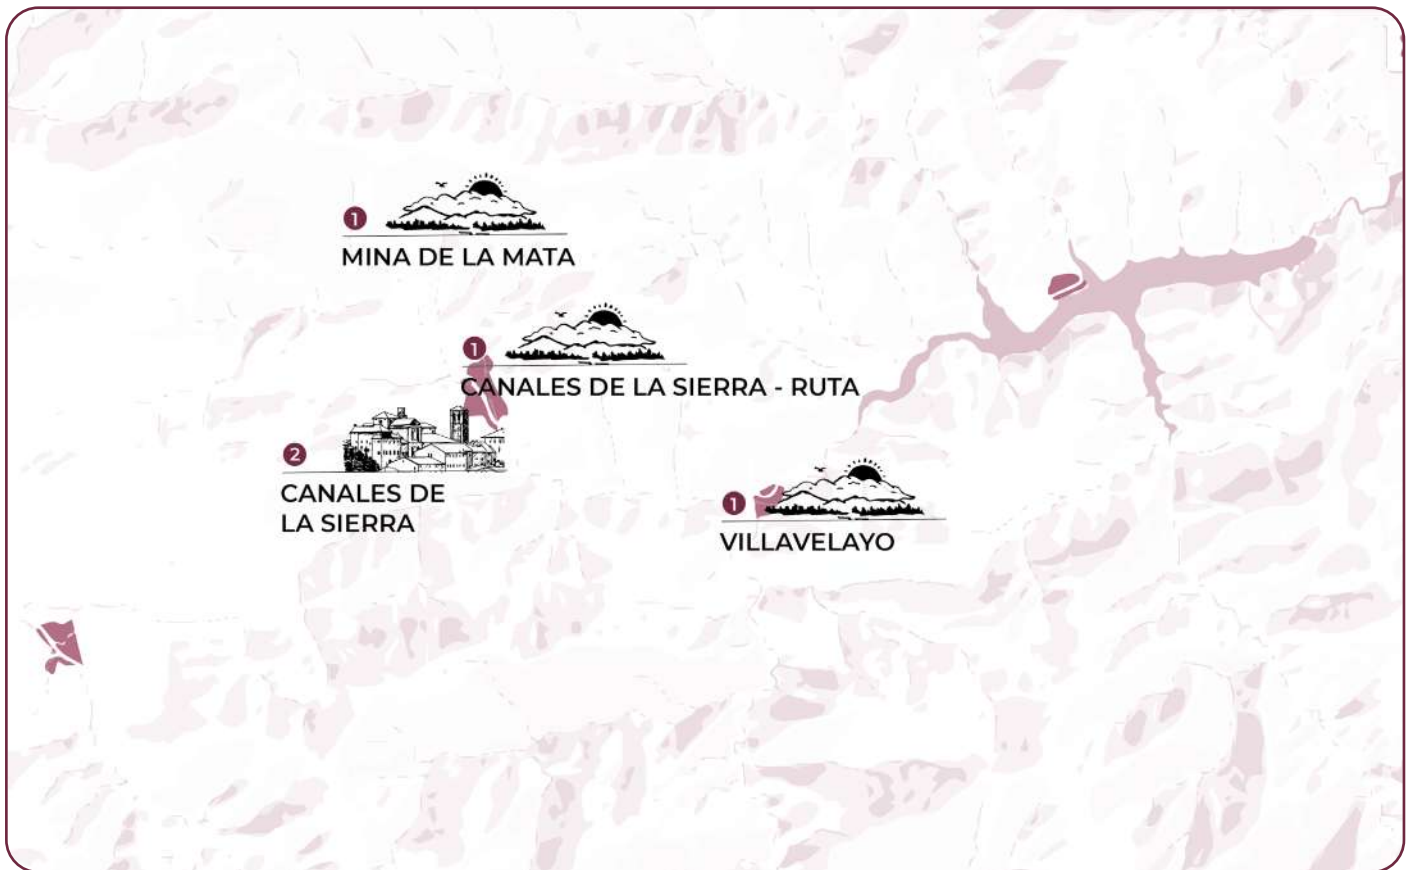 1
MINA DE LA MATA
1
CANALES DE LA SIERRA - RUTA
2
CANALES DE
LA SIERRA
1
VILLAVELAYO